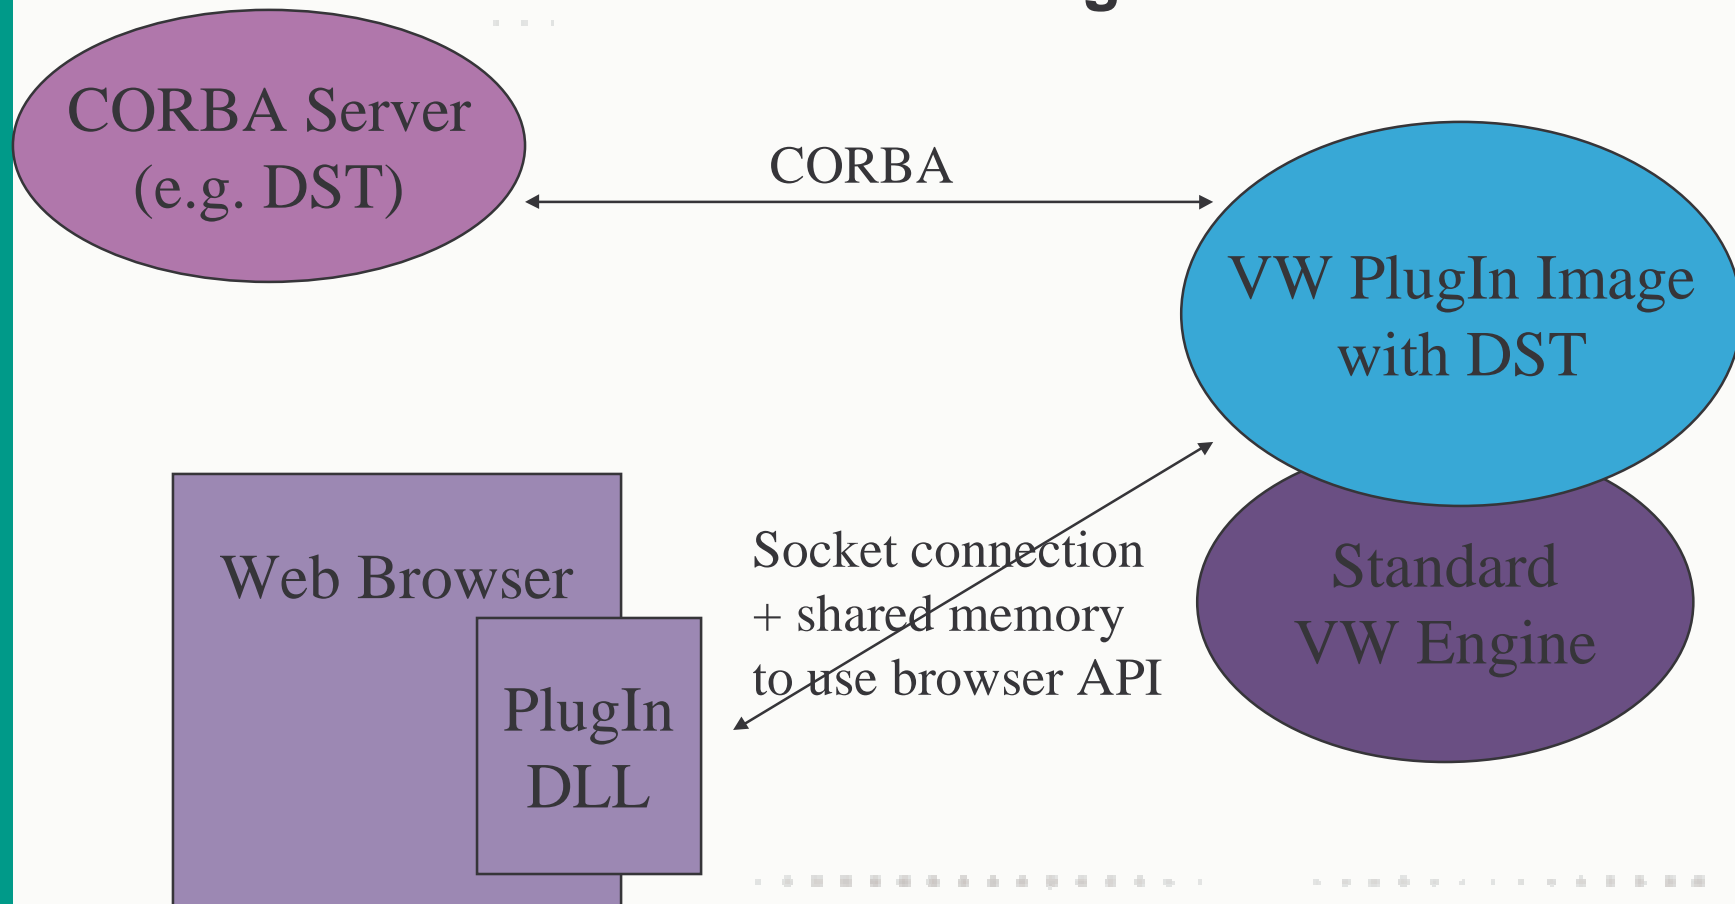 CORBA Server
(e.g. DST)
CORBA
VW PlugIn Image
with DST
Web Browser
PlugIn
DLL
Socket connection
+ shared memory
to use browser API
Standard
VW Engine